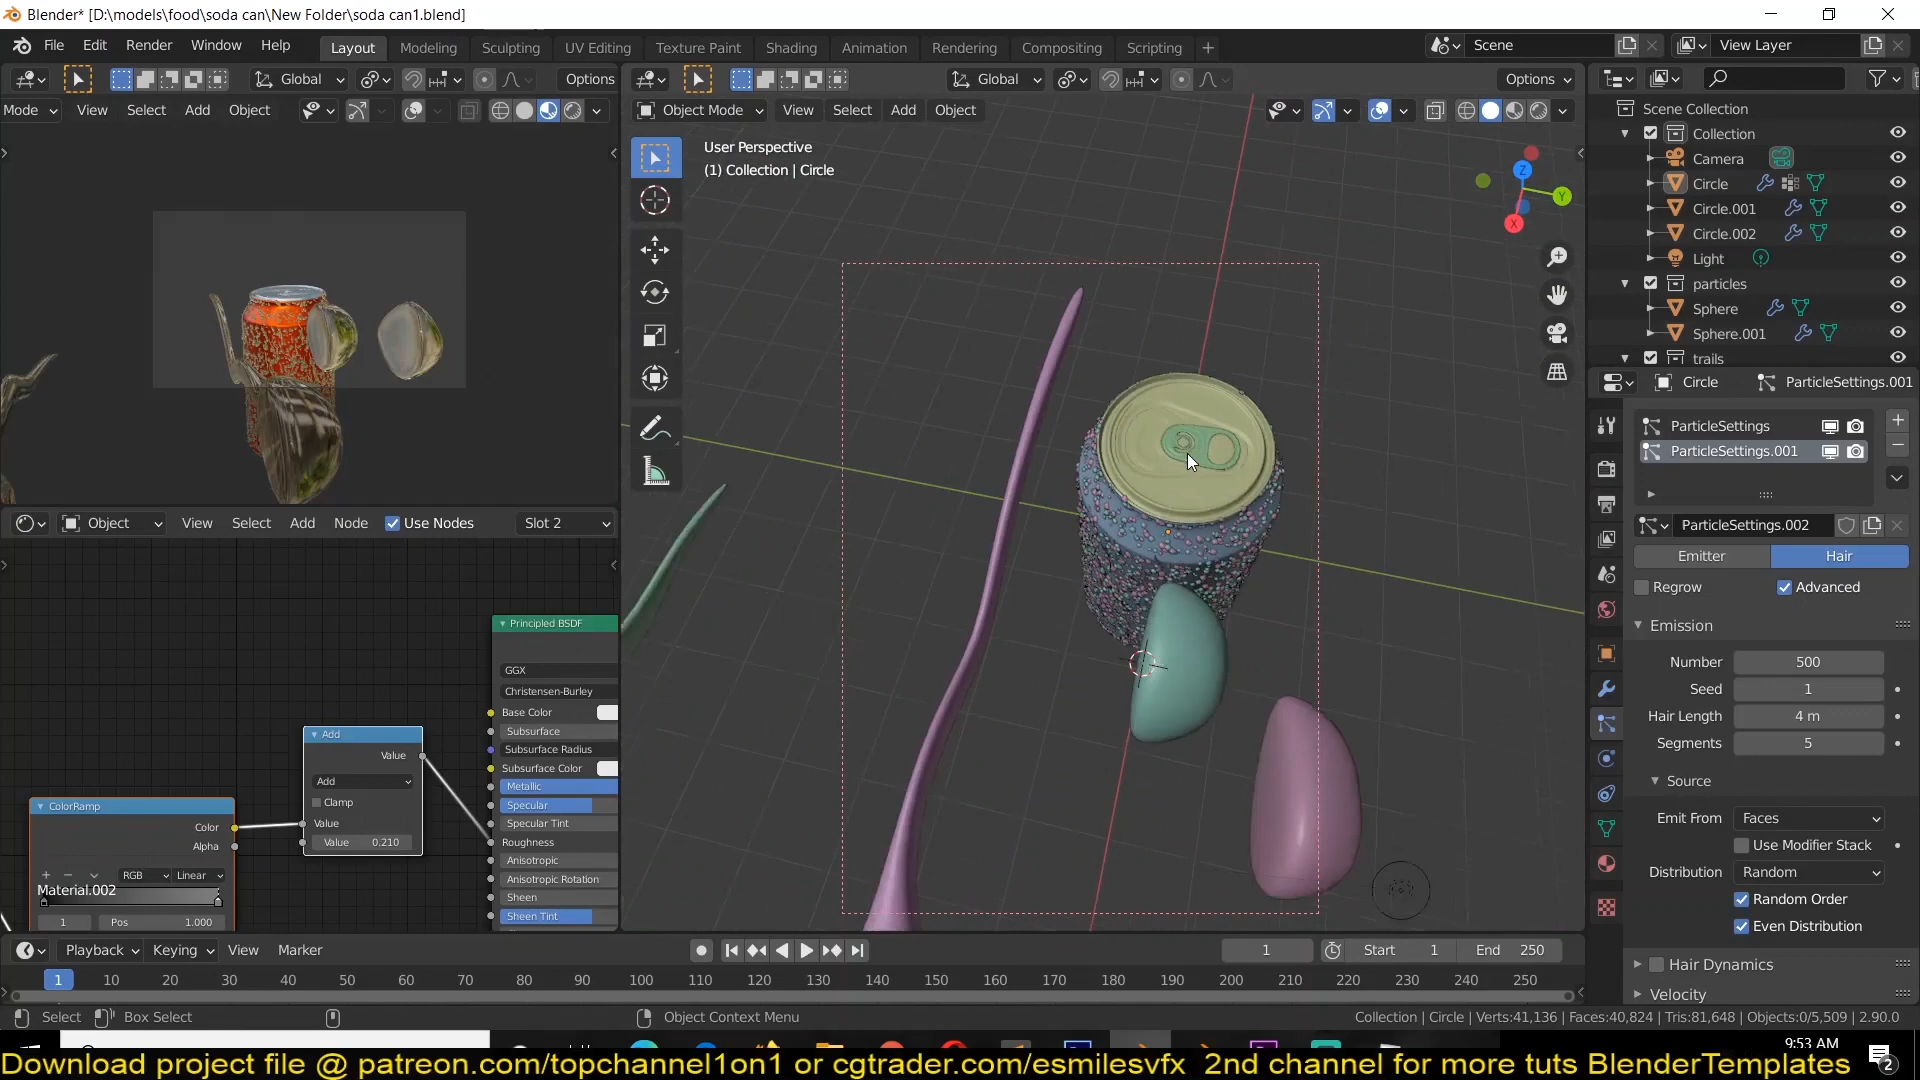 Blender* [D:\models\food\soda can\New Folder\soda can1.blend]
File Edit Render Window Help Layout Modeling Sculpting UV Editing Texture Paint Shading Animation Rendering Compositing Scripting + Scene View Layer
Global Options Global Options
Mode View Select Add Object Object Mode View Select Add Object
Scene Collection
Collection
Camera
Circle
Circle.001
Circle.002
Light
particles
Sphere
Sphere.001
trails
User Perspective
(1) Collection | Circle
Z
Y
X
Circle ParticleSettings.001
ParticleSettings
ParticleSettings.001
ParticleSettings.002
Emitter Hair
Regrow Advanced
Emission
Number 500
Seed 1
Hair Length 4 m
Segments 5
Source
Emit From Faces
Use Modifier Stack
Distribution Random
Random Order
Even Distribution
Hair Dynamics
Velocity
Object View Select Add Node Use Nodes Slot 2
Principled BSDF
GGX
Christensen-Burley
Base Color
Subsurface
Subsurface Radius
Subsurface Color
Metallic
Specular
Specular Tint
Roughness
Anisotropic
Anisotropic Rotation
Sheen
Sheen Tint
Add
Value
Add
Clamp
Value
Value 0.210
ColorRamp
Color
Alpha
RGB Linear
Material.002
1 Pos 1.000
Playback Keying View Marker 1 Start 1 End 250
1 10 20 30 40 50 60 70 80 90 100 110 120 130 140 150 160 170 180 190 200 210 220 230 240 250
Select Box Select Object Context Menu Collection | Circle | Verts:41,136 | Faces:40,824 | Tris:81,648 | Objects:0/5,509 | 2.90.0
9:53 AM
2
Download project file @ patreon.com/topchannel1on1 or cgtrader.com/esmilesvfx 2nd channel for more tuts BlenderTemplates